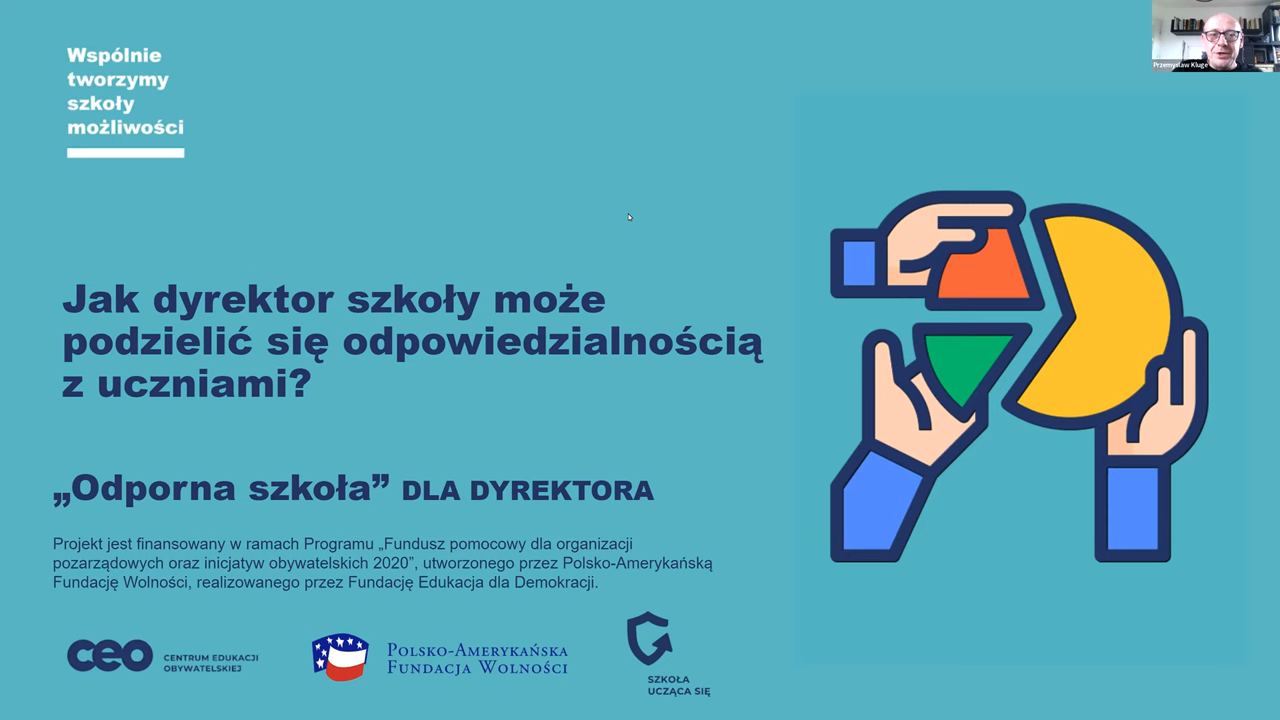 Wspólnie
tworzymy
szkoły
możliwości
Przemysław Kluge
Jak dyrektor szkoły może
podzielić się odpowiedzialnością
z uczniami?
„Odporna szkoła” DLA DYREKTORA
Projekt jest finansowany w ramach Programu „Fundusz pomocowy dla organizacji
pozarządowych oraz inicjatyw obywatelskich 2020”, utworzonego przez Polsko-Amerykańską
Fundację Wolności, realizowanego przez Fundację Edukacja dla Demokracji.
ceo CENTRUM EDUKACJI
OBYWATELSKIEJ
Polsko-Amerykańska
Fundacja Wolności
SZKOŁA
UCZĄCA SIĘ